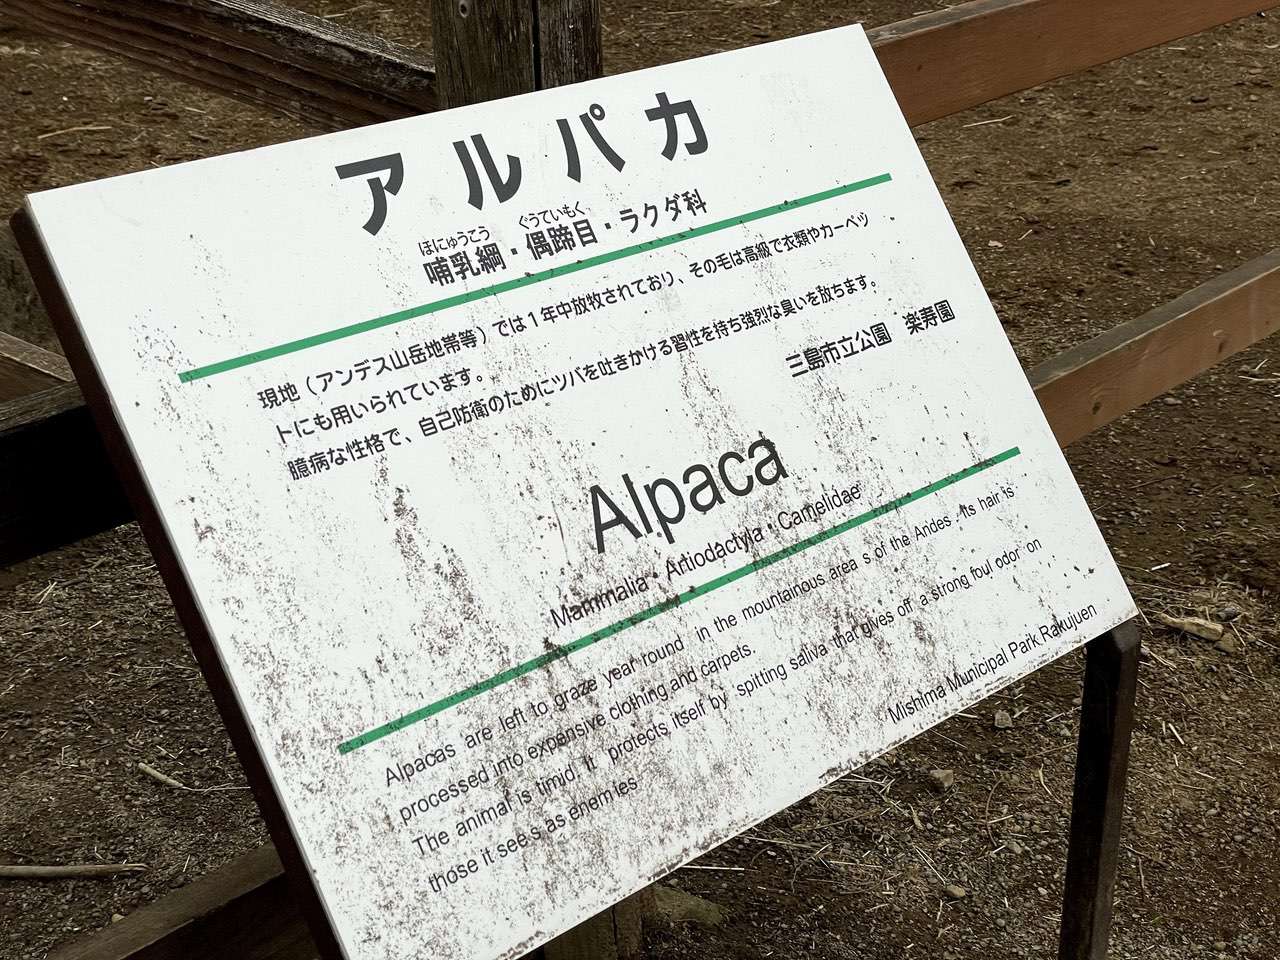 アルパカ
ほにゅうこう ぐうていもく
哺乳綱・偶蹄目・ラクダ科
現地（アンデス山岳地帯等）では１年中放牧されており、その毛は高級で衣類やカーペッ
トにも用いられています。
臆病な性格で、自己防衛のためにツバを吐きかける習性を持ち強烈な臭いを放ちます。
三島市立公園 楽寿園
Alpaca
Mammalia・Artiodactyla・Camelidae
Alpacas are left to graze year round in the mountainous area s of the Andes . Its hair is
processed into expensive clothing and carpets.
The animal is timid. It protects itself by spitting saliva that gives off a strong foul odor on
those it sees as enemies
Mishima Municipal Park Rakujuen